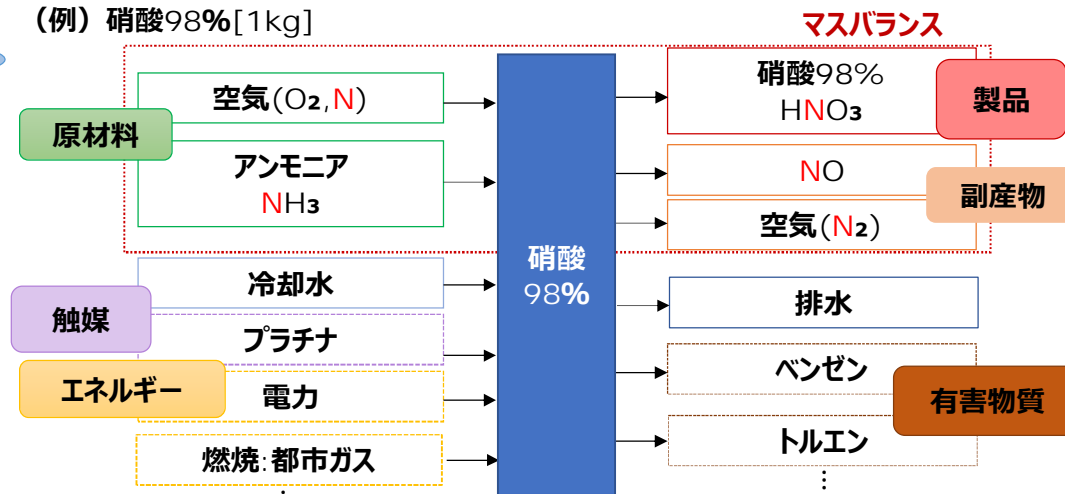 （例）硝酸98%[1kg]
マスバランス
原材料
空気(O₂,N)
アンモニア
NH₃
触媒
冷却水
プラチナ
エネルギー
電力
燃焼:都市ガス
⋮
硝酸
98%
硝酸98%
HNO₃
製品
NO
副産物
空気(N₂)
排水
ベンゼン
有害物質
トルエン
⋮